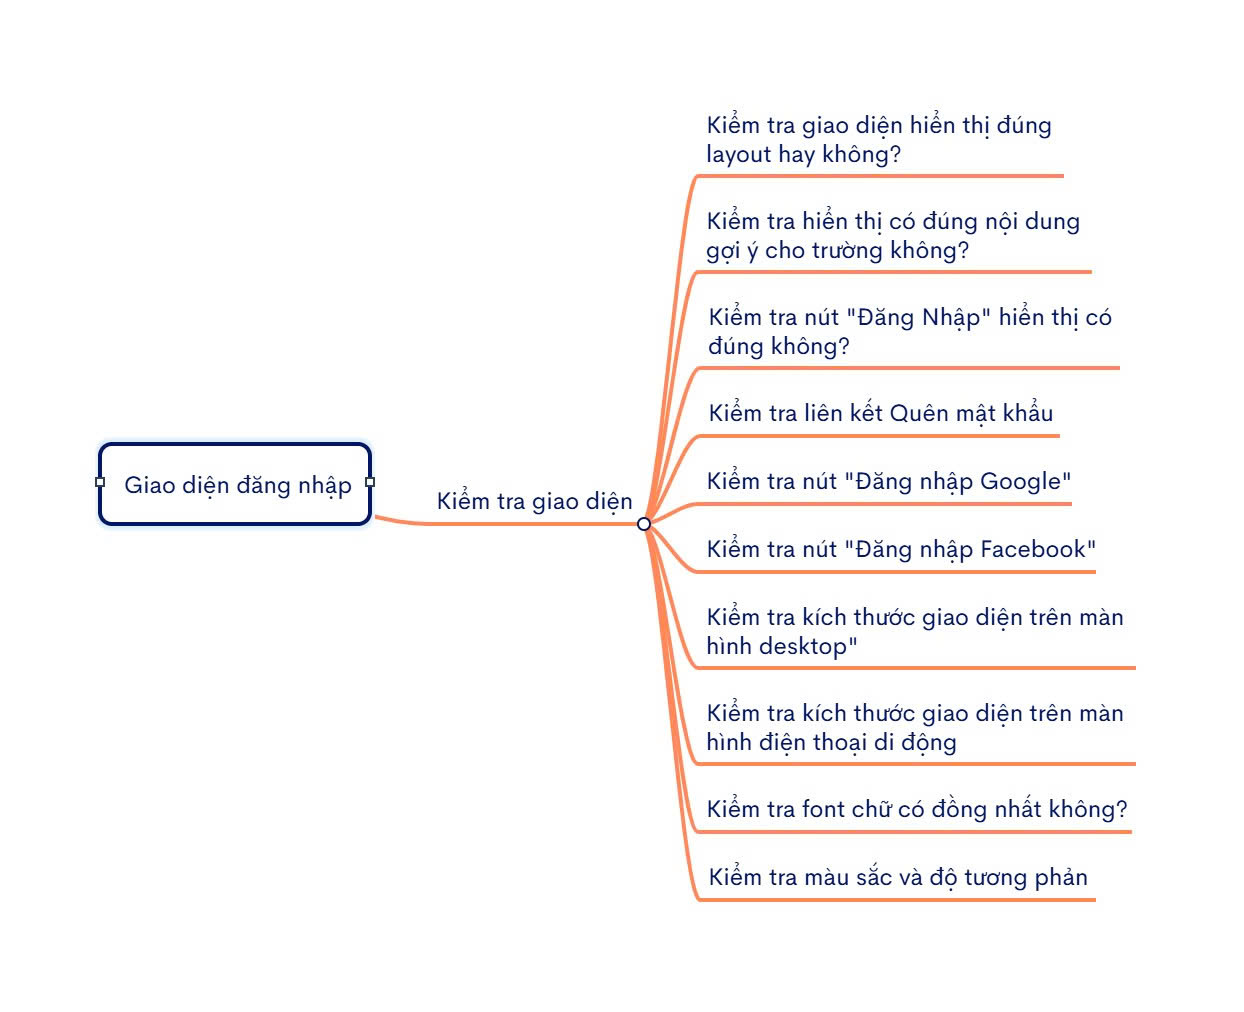 Giao diện đăng nhập
Kiểm tra giao diện
Kiểm tra giao diện hiển thị đúng
layout hay không?
Kiểm tra hiển thị có đúng nội dung
gợi ý cho trường không?
Kiểm tra nút "Đăng Nhập" hiển thị có
đúng không?
Kiểm tra liên kết Quên mật khẩu
Kiểm tra nút "Đăng nhập Google"
Kiểm tra nút "Đăng nhập Facebook"
Kiểm tra kích thước giao diện trên màn
hình desktop"
Kiểm tra kích thước giao diện trên màn
hình điện thoại di động
Kiểm tra font chữ có đồng nhất không?
Kiểm tra màu sắc và độ tương phản